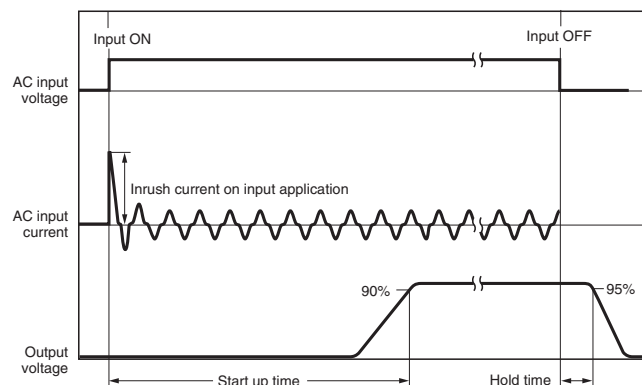 Input ON
Input OFF
AC input
voltage
Inrush current on input application
AC input
current
90%
95%
Output
voltage
Start up time
Hold time